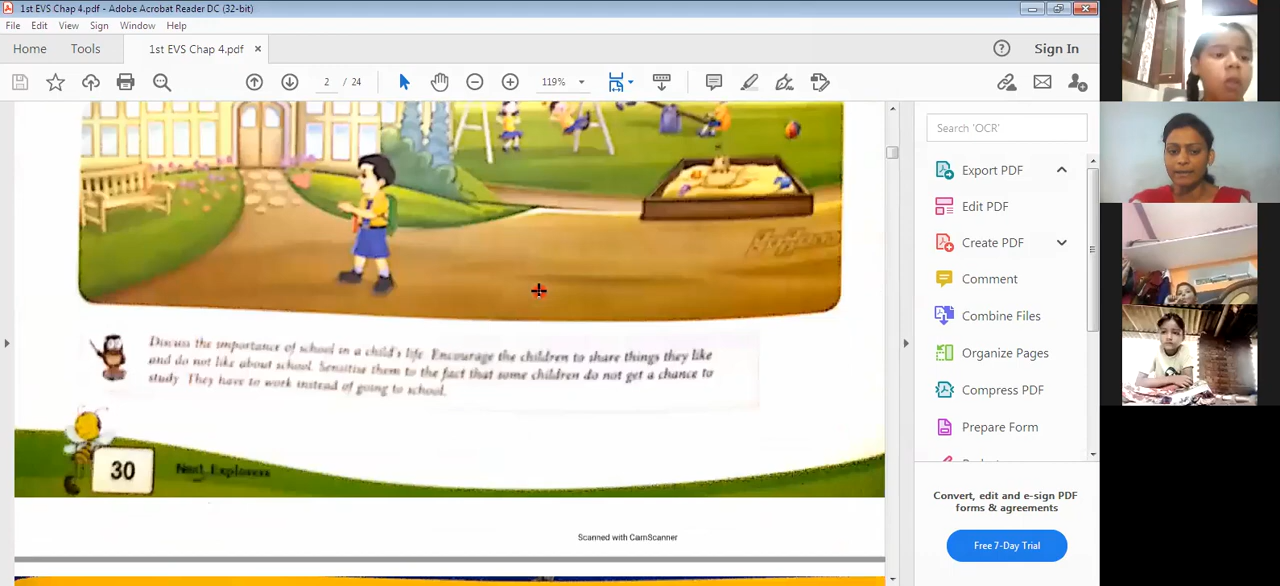 1st EVS Chap 4.pdf - Adobe Acrobat Reader DC (32-bit)
File Edit View Sign Window Help
Home Tools 1st EVS Chap 4.pdf × Sign In
2 / 24 119%
Search 'OCR'
Export PDF
Edit PDF
Create PDF
Comment
Combine Files
Organize Pages
Compress PDF
Prepare Form
Convert, edit and e-sign PDF
forms & agreements
Free 7-Day Trial
Discuss the importance of school in a child's life. Encourage the children to share things they like
and do not like about school. Sensitise them to the fact that some children do not get a chance to
study. They have to work instead of going to school.
30 Next Explorers
Scanned with CamScanner